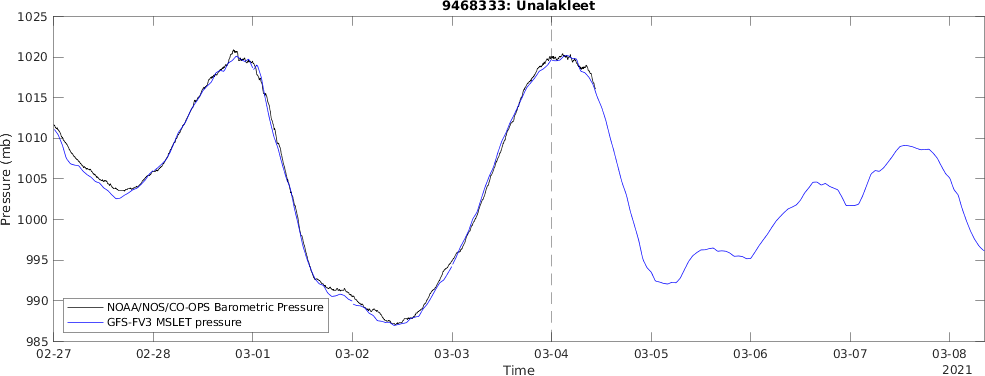 9468333: Unalakleet
1025
1020
1015
1010
1005
1000
995
990
985
Pressure (mb)
NOAA/NOS/CO-OPS Barometric Pressure
GFS-FV3 MSLET pressure
02-27 02-28 03-01 03-02 03-03 03-04 03-05 03-06 03-07 03-08
Time
2021